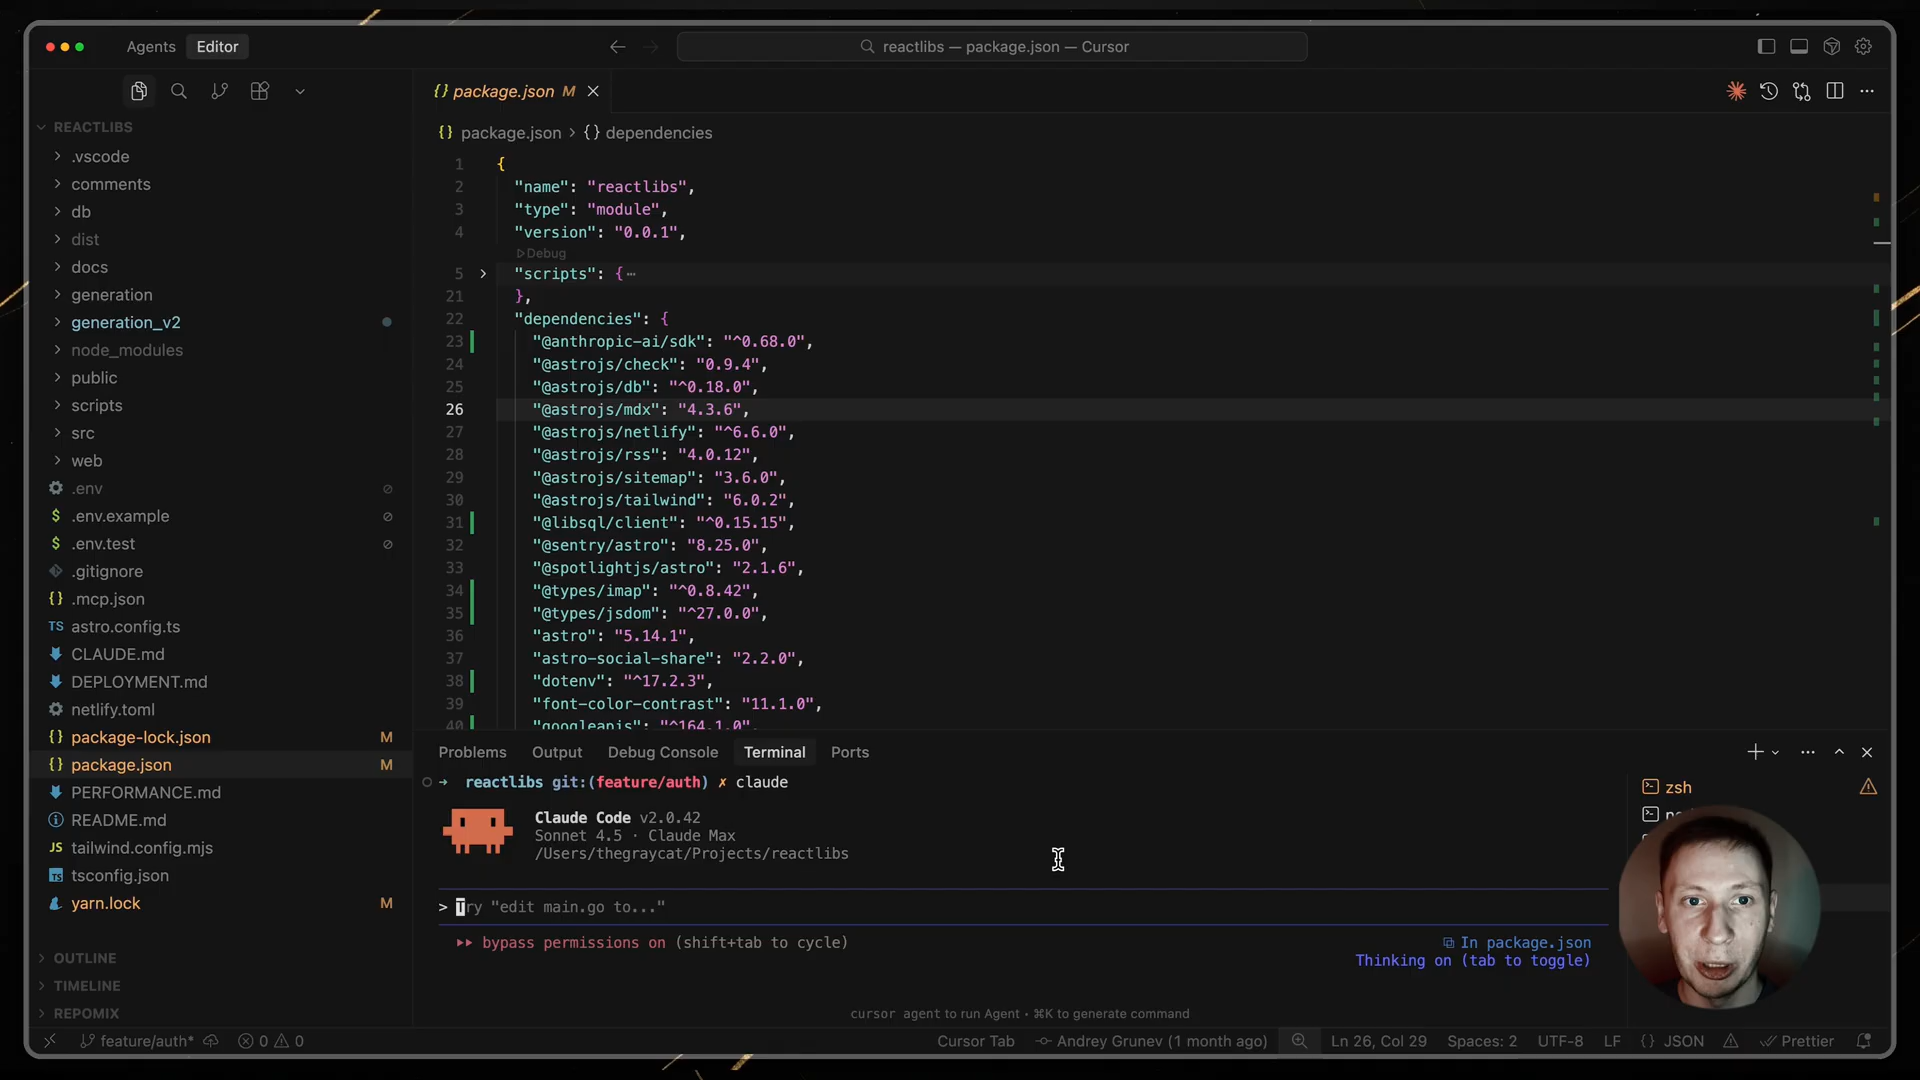 Agents
Editor
reactlibs — package.json — Cursor
REACTLIBS
.vscode
comments
db
dist
docs
generation
generation_v2
node_modules
public
scripts
src
web
.env
.env.example
.env.test
.gitignore
.mcp.json
astro.config.ts
CLAUDE.md
DEPLOYMENT.md
netlify.toml
package-lock.json M
package.json M
PERFORMANCE.md
README.md
tailwind.config.mjs
tsconfig.json
yarn.lock M
OUTLINE
TIMELINE
REPOMIX
{} package.json M
{} package.json > {} dependencies
1 {
2 "name": "reactlibs",
3 "type": "module",
4 "version": "0.0.1",
Debug
5 "scripts": {…
21 },
22 "dependencies": {
23 "@anthropic-ai/sdk": "^0.68.0",
24 "@astrojs/check": "0.9.4",
25 "@astrojs/db": "^0.18.0",
26 "@astrojs/mdx": "4.3.6",
27 "@astrojs/netlify": "^6.6.0",
28 "@astrojs/rss": "4.0.12",
29 "@astrojs/sitemap": "3.6.0",
30 "@astrojs/tailwind": "6.0.2",
31 "@libsql/client": "^0.15.15",
32 "@sentry/astro": "8.25.0",
33 "@spotlightjs/astro": "2.1.6",
34 "@types/imap": "^0.8.42",
35 "@types/jsdom": "^27.0.0",
36 "astro": "5.14.1",
37 "astro-social-share": "2.2.0",
38 "dotenv": "^17.2.3",
39 "font-color-contrast": "11.1.0",
40 "googleapis": "^164.1.0",
Problems Output Debug Console Terminal Ports
→ reactlibs git:(feature/auth) ✗ claude
Claude Code v2.0.42
Sonnet 4.5 · Claude Max
/Users/thegraycat/Projects/reactlibs
> Try "edit main.go to..."
bypass permissions on (shift+tab to cycle)
In package.json
Thinking on (tab to toggle)
cursor agent to run Agent · ⌘K to generate command
zsh
feature/auth* 0 0 Cursor Tab Andrey Grunev (1 month ago) Ln 26, Col 29 Spaces: 2 UTF-8 LF {} JSON Prettier